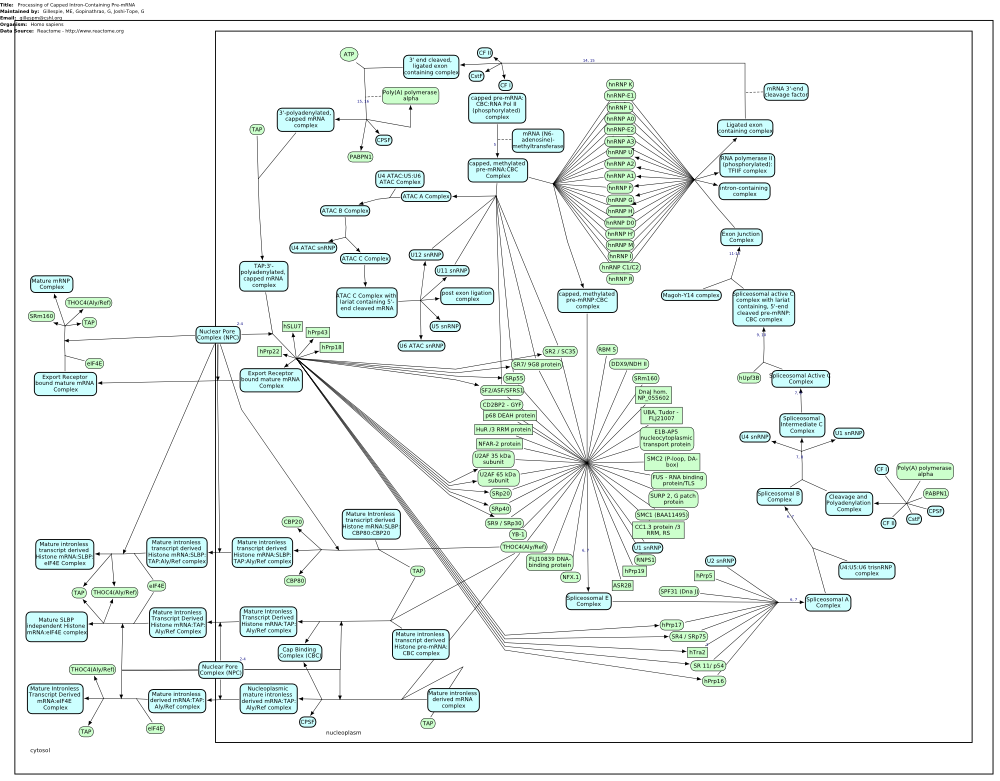 Title: Processing of Capped Intron-Containing Pre-mRNA
Maintained by: Gillespie, ME, Gopinathrao, G, Joshi-Tope, G
Email: gillespm@cshl.org
Organism: Homo sapiens
Data Source: Reactome - http://www.reactome.org
ATP
3' end cleaved,
ligated exon
containing complex
CF II
CstF
CF I
14, 15
Poly(A) polymerase
alpha
3'-polyadenylated,
capped mRNA
complex
CPSF
PABPN1
TAP
capped pre-mRNA:
CBC:RNA Pol II
(phosphorylated)
complex
mRNA (N6-
adenosine)-
methyltransferase
5
capped, methylated
pre-mRNA:CBC
Complex
hnRNP K
hnRNP-E1
hnRNP L
hnRNP A0
hnRNP-E2
hnRNP A3
hnRNP U
hnRNP A2
hnRNP A1
hnRNP F
hnRNP G
hnRNP H
hnRNP D0
hnRNP H'
hnRNP M
hnRNP I
hnRNP C1/C2
hnRNP R
mRNA 3'-end
cleavage factor
Ligated exon
containing complex
RNA polymerase II
(phosphorylated):
TFIIF complex
intron-containing
complex
Exon Junction
Complex
Magoh-Y14 complex
Spliceosomal active C
complex with lariat
containing, 5'-end
cleaved pre-mRNP:
CBC complex
U4 ATAC:U5:U6
ATAC Complex
ATAC A Complex
ATAC B Complex
U4 ATAC snRNP
ATAC C Complex
ATAC C Complex with
lariat containing 5'-
end cleaved mRNA
U12 snRNP
U11 snRNP
post exon ligation
complex
U5 snRNP
U6 ATAC snRNP
capped, methylated
pre-mRNP:CBC
complex
TAP:3'-
polyadenylated,
capped mRNA
complex
Mature mRNP
Complex
THOC4(Aly/Ref)
SRm160
TAP
eIF4E
Export Receptor
bound mature mRNA
Complex
Nuclear Pore
Complex (NPC)
2-4
hSLU7
hPrp43
hPrp22
hPrp18
Export Receptor
bound mature mRNA
Complex
SR2 / SC35
SR7/ 9G8 protein
SRp55
SF2/ASF/SFRS1
CD2BP2 - GYF
p68 DEAH protein
HuR /3 RRM protein
NFAR-2 protein
U2AF 35 kDa
subunit
U2AF 65 kDa
subunit
SRp20
SRp40
SR9 / SRp30
YB-1
THOC4(Aly/Ref)
FLJ10839 DNA-
binding protein
NFX.1
RBM 5
DDX9/NDH II
SRm160
DnaJ hom.
NP_055602
UBA, Tudor -
FLJ21007
E1B-AP5
nucleocytoplasmic
transport protein
SMC2 (P-loop, DA-
box)
FUS - RNA binding
protein/TLS
SURP 2, G patch
protein
SMC1 (BAA11495)
CC1.3 protein /3
RRM, RS
U1 snRNP
RNPS1
hPrp19
ASR2B
Spliceosomal E
Complex
hUpf3B
Spliceosomal Active C
Complex
Spliceosomal
Intermediate C
Complex
U4 snRNP
U1 snRNP
Spliceosomal B
Complex
Cleavage and
Polyadenylation
Complex
CF I
Poly(A) polymerase
alpha
PABPN1
CPSF
CstF
CF II
U4:U5:U6 trisnRNP
complex
Spliceosomal A
Complex
U2 snRNP
hPrp5
SPF31 (Dna J)
hPrp17
SR4 / SRp75
hTra2
SR 11/ p54
hPrp16
CBP20
CBP80
Mature Intronless
transcript derived
Histone mRNA:SLBP:
CBP80:CBP20
TAP
Mature intronless
transcript derived
Histone mRNA:SLBP:
eIF4E Complex
Mature intronless
transcript derived
Histone mRNA:SLBP:
TAP:Aly/Ref complex
Mature intronless
transcript derived
Histone mRNA:SLBP:
TAP:Aly/Ref complex
TAP
THOC4(Aly/Ref)
eIF4E
Mature SLBP
independent Histone
mRNA:eIF4E complex
Mature Intronless
Transcript Derived
Histone mRNA:TAP:
Aly/Ref complex
Mature Intronless
transcript derived
Histone mRNA:TAP:
Aly/Ref complex
Cap Binding
Complex (CBC)
Mature intronless
transcript derived
Histone pre-mRNA:
CBC complex
Nuclear Pore
Complex (NPC)
2-4
THOC4(Aly/Ref)
Mature Intronless
Transcript Derived
mRNA:eIF4E
Complex
TAP
eIF4E
Mature intronless
derived mRNA:TAP:
Aly/Ref complex
Nucleoplasmic
mature intronless
derived mRNA:TAP:
Aly/Ref complex
CPSF
Mature intronless
derived mRNA
complex
TAP
nucleoplasm
cytosol